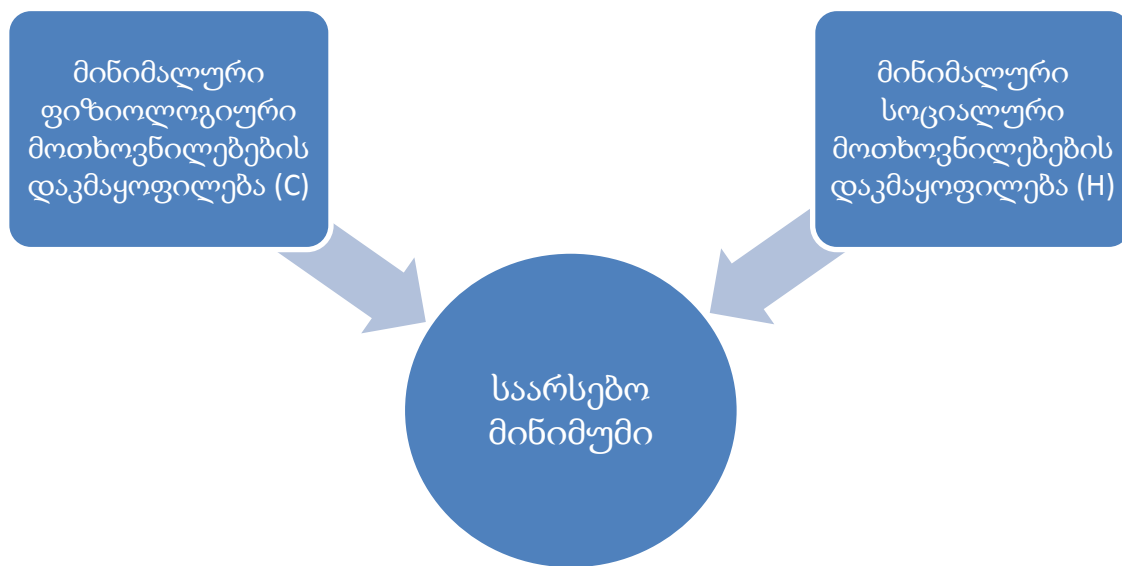 მინიმალური
ფიზიოლოგიური
მოთხოვნილებების
დაკმაყოფილება (C)
მინიმალური
სოციალური
მოთხოვნილებების
დაკმაყოფილება (H)
საარსებო
მინიმუმი